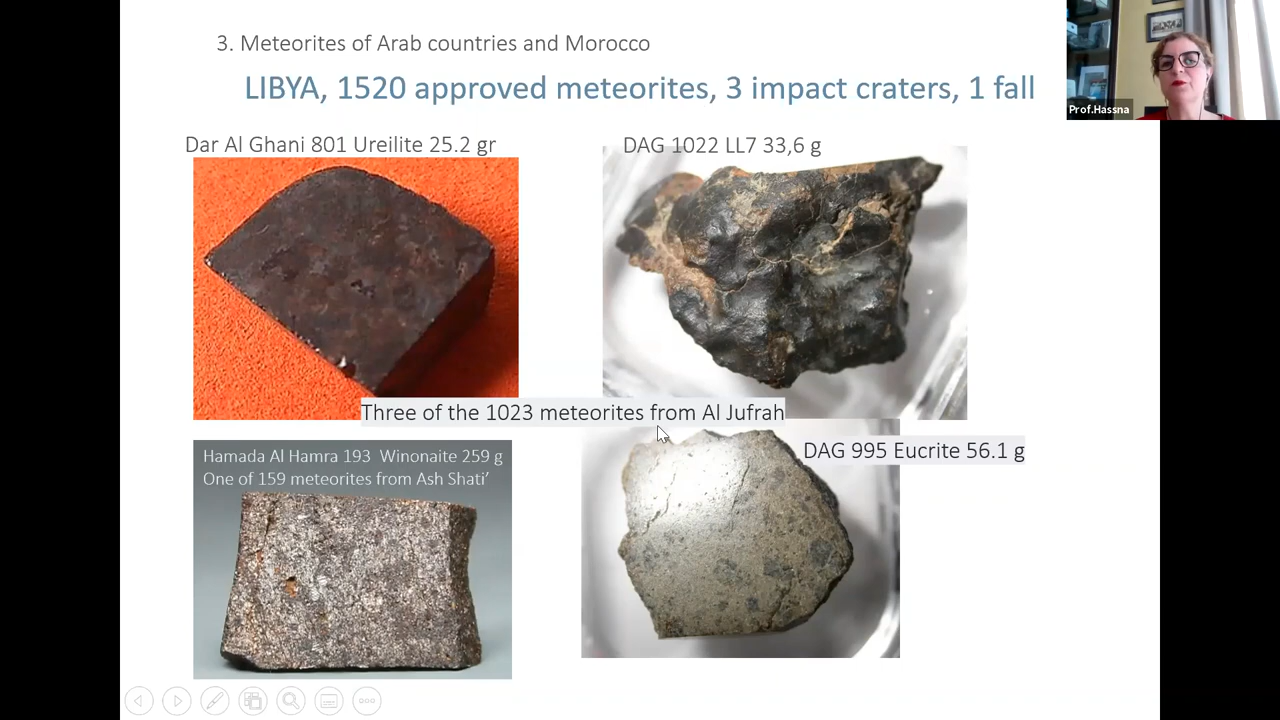 3. Meteorites of Arab countries and Morocco
LIBYA, 1520 approved meteorites, 3 impact craters, 1 fall
Prof.Hassna
Dar Al Ghani 801 Ureilite 25.2 gr
DAG 1022 LL7 33,6 g
Three of the 1023 meteorites from Al Jufrah
Hamada Al Hamra 193 Winonaite 259 g
One of 159 meteorites from Ash Shati’
DAG 995 Eucrite 56.1 g